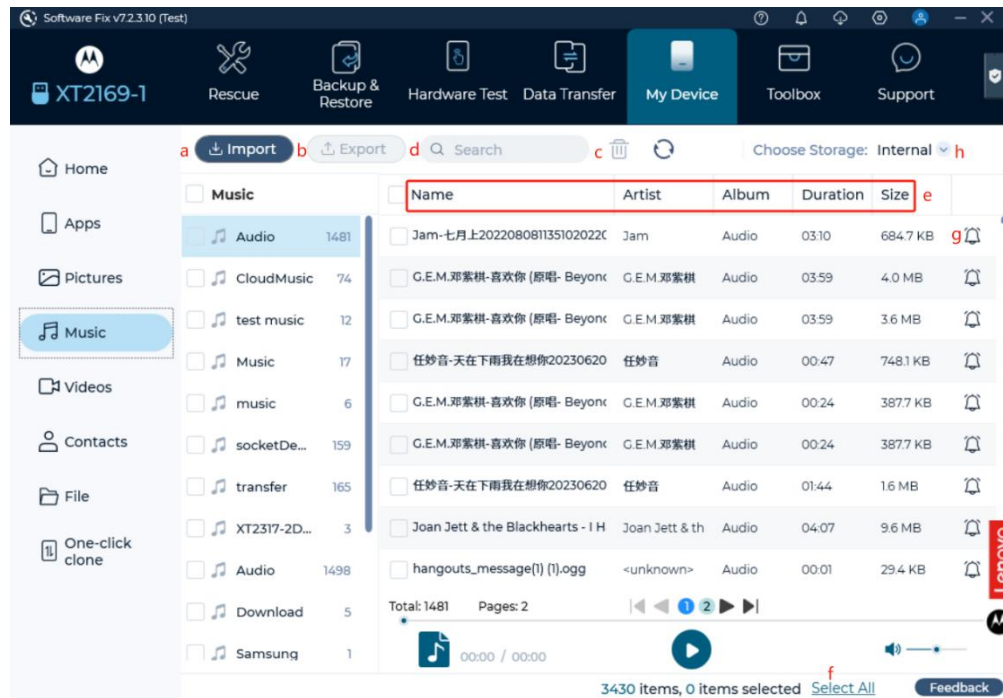 Software Fix v7.2.3.10 (Test)
XT2169-1
Rescue
Backup & Restore
Hardware Test
Data Transfer
My Device
Toolbox
Support
Home
Apps
Pictures
Music
Videos
Contacts
File
One-click clone
a Import b Export d Search c Choose Storage: Internal h
Music
Name Artist Album Duration Size e
Audio 1481
CloudMusic 74
test music 12
Music 17
music 6
socketDe... 159
transfer 165
XT2317-2D... 3
Audio 1498
Download 5
Samsung 1
Jam-七月上202208081135102022 Jam Audio 03:10 684.7 KB g
G.E.M.邓紫棋-喜欢你 (原唱- Beyond G.E.M.邓紫棋 Audio 03:59 4.0 MB
G.E.M.邓紫棋-喜欢你 (原唱- Beyond G.E.M.邓紫棋 Audio 03:59 3.6 MB
任妙音-天在下雨我在想你20230620 任妙音 Audio 00:47 748.1 KB
G.E.M.邓紫棋-喜欢你 (原唱- Beyond G.E.M.邓紫棋 Audio 00:24 387.7 KB
G.E.M.邓紫棋-喜欢你 (原唱- Beyond G.E.M.邓紫棋 Audio 00:24 387.7 KB
任妙音-天在下雨我在想你20230620 任妙音 Audio 01:44 1.6 MB
Joan Jett & the Blackhearts - I H Joan Jett & th Audio 04:07 9.6 MB
hangouts_message(1) (1).ogg <unknown> Audio 00:01 29.4 KB
Total: 1481 Pages: 2 1 2
00:00 / 00:00
f
3430 items, 0 items selected Select All Feedback
Lenovo